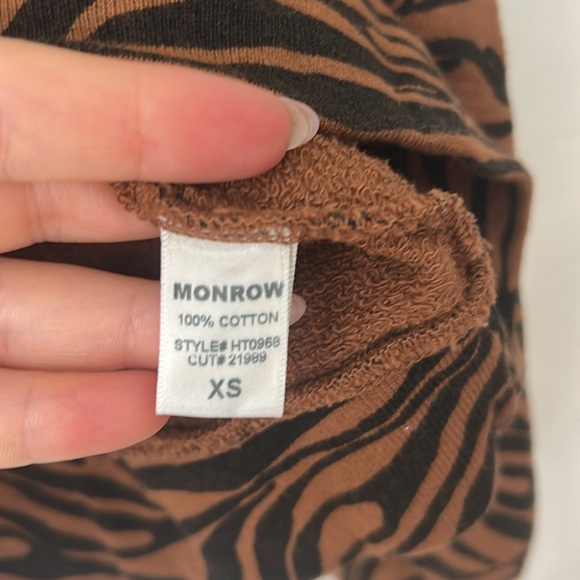 MONROW
100% COTTON
STYLE# HT0968
CUT# 21989
XS